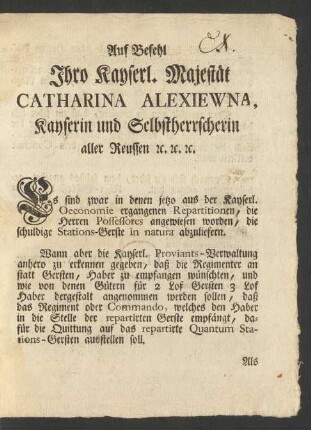 Auf Befehl
Ihro Kayserl. Majestät
CATHARINA ALEXIEWNA,
Kayserin und Selbstherrscherin
aller Reussen ꝛc. ꝛc. ꝛc.
Es sind zwar in denen jetzo aus der Kayserl.
Oeconomie ergangenen Repartitionen, die
Herren Possessores angewiesen worden, die
schuldige Stations-Gerste in natura abzuliefern.
Wann aber die Kayserl. Proviants-Verwaltung
anhero zu erkennen gegeben, daß die Regimenter an
statt Gersten, Haber zu empfangen wünschten, und
wie von denen Gütern für 2 Lof Gersten 3 Lof
Haber dergestalt angenommen werden sollen, daß
das Regiment oder Commando, welches den Haber
in die Stelle der repartirten Gerste empfängt, da-
für die Quittung auf das repartirte Quantum Sta-
tions-Gersten ausstellen soll.
Als